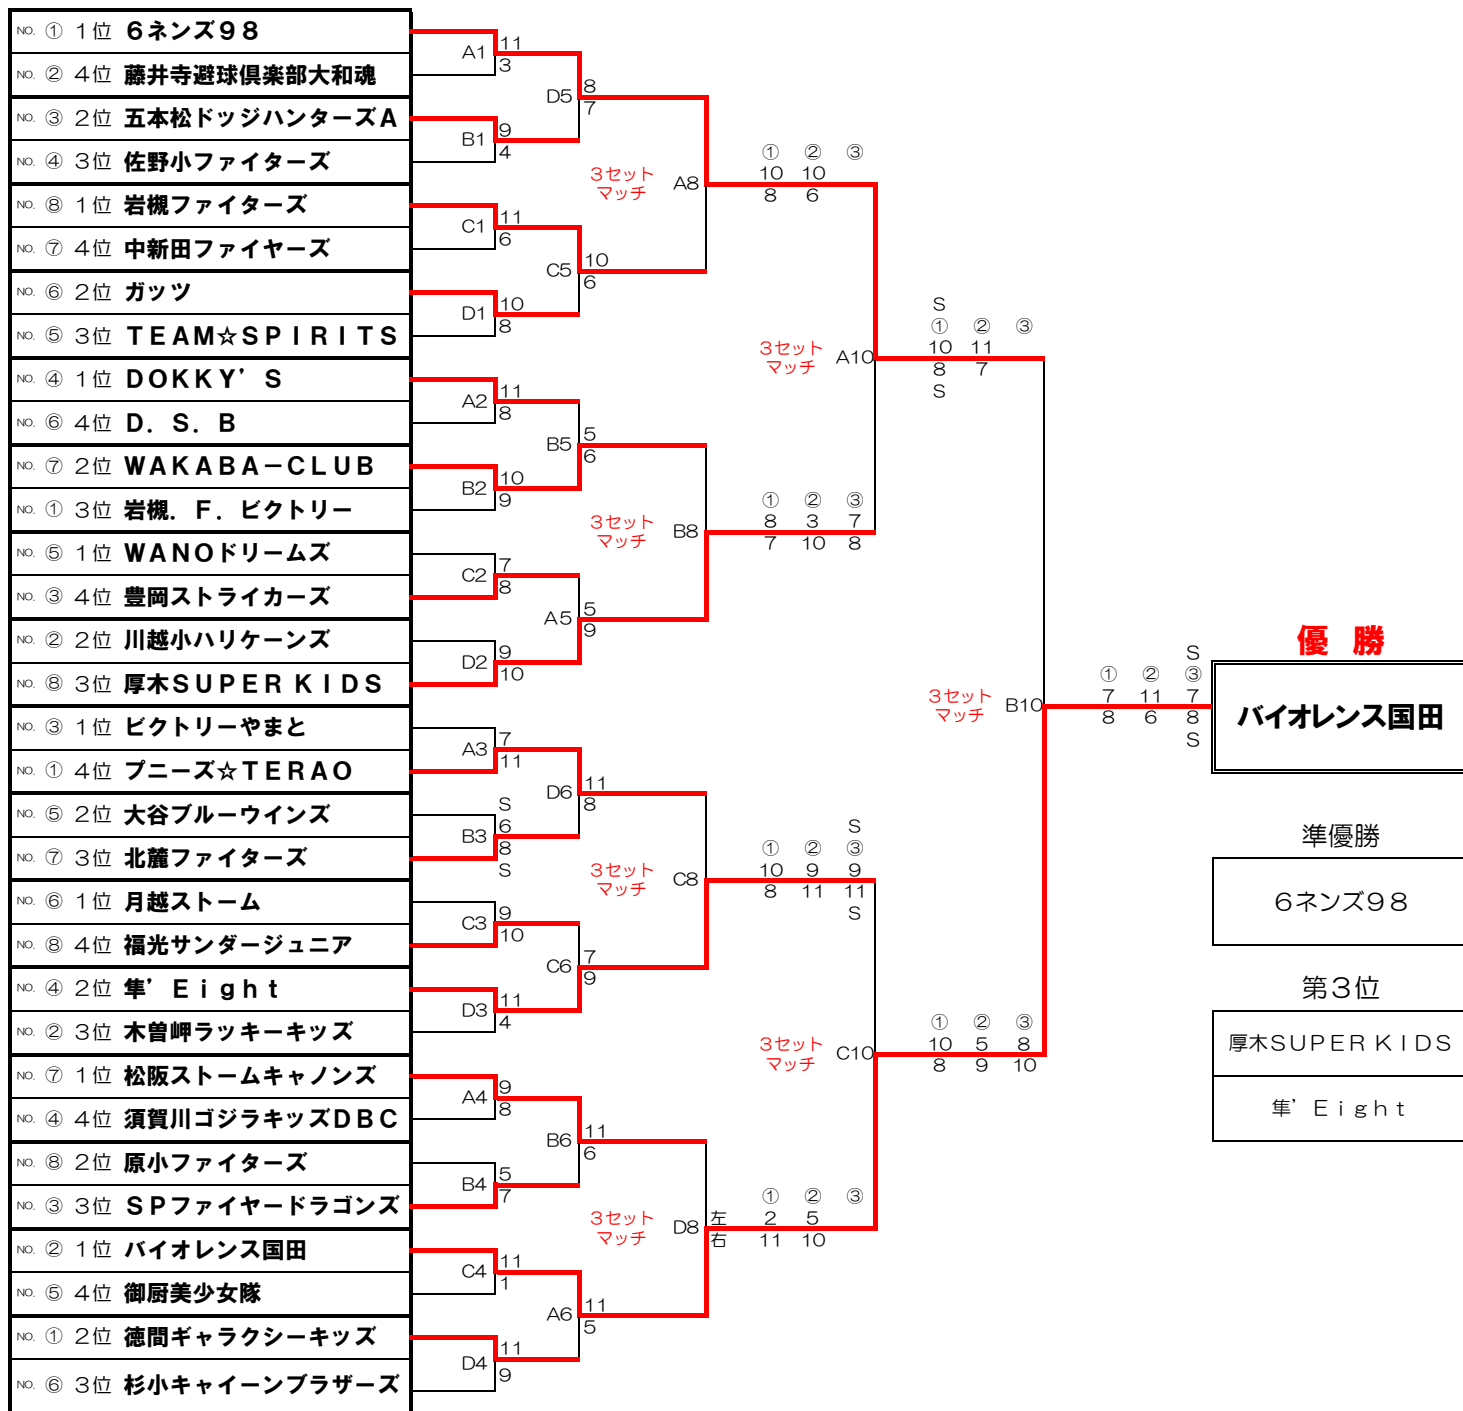 NO. ① 1位 6ネンズ98
NO. ② 4位 藤井寺避球倶楽部大和魂
NO. ③ 2位 五本松ドッジハンターズA
NO. ④ 3位 佐野小ファイターズ
NO. ⑧ 1位 岩槻ファイターズ
NO. ⑦ 4位 中新田ファイヤーズ
NO. ⑥ 2位 ガッツ
NO. ⑤ 3位 TEAM☆SPIRITS
NO. ④ 1位 DOKKY'S
NO. ⑥ 4位 D.S.B
NO. ⑦ 2位 WAKABA-CLUB
NO. ① 3位 岩槻.F.ビクトリー
NO. ⑤ 1位 WANOドリームズ
NO. ③ 4位 豊岡ストライカーズ
NO. ② 2位 川越小ハリケーンズ
NO. ⑧ 3位 厚木SUPER KIDS
NO. ③ 1位 ビクトリーやまと
NO. ① 4位 プニーズ☆TERAO
NO. ⑤ 2位 大谷ブルーウインズ
NO. ⑦ 3位 北麓ファイターズ
NO. ⑥ 1位 月越ストーム
NO. ⑧ 4位 福光サンダージュニア
NO. ④ 2位 隼'Eight
NO. ② 3位 木曽岬ラッキーキッズ
NO. ⑦ 1位 松阪ストームキャノンズ
NO. ④ 4位 須賀川ゴジラキッズDBC
NO. ⑧ 2位 原小ファイターズ
NO. ③ 3位 SPファイヤードラゴンズ
NO. ② 1位 バイオレンス国田
NO. ⑤ 4位 御厨美少女隊
NO. ① 2位 徳間ギャラクシーキッズ
NO. ⑥ 3位 杉小キャイーンブラザーズ
A1 11
3
B1 9
4
C1 11
6
D1 10
8
A2 11
8
B2 10
9
C2 7
8
D2 9
10
A3 7
11
S
B3 6
8
S
C3 9
10
D3 11
4
A4 9
8
B4 5
7
C4 11
1
D4 11
9
D5 8
7
C5 10
6
B5 5
6
A5 5
9
D6 11
8
C6 7
9
B6 11
6
A6 11
5
3セット
マッチ
A8
① ② ③
10 10
8 6
3セット
マッチ
B8
① ② ③
8 3 7
7 10 8
3セット
マッチ
C8
S
① ② ③
10 9 9
8 11 11
S
3セット
マッチ
D8
左
右
① ② ③
2 5
11 10
3セット
マッチ
A10
S
① ② ③
10 11
8 7
S
3セット
マッチ
C10
① ② ③
10 5 8
8 9 10
3セット
マッチ
B10
S
① ② ③
7 11 7
8 6 8
S
優 勝
バイオレンス国田
準優勝
6ネンズ98
第3位
厚木SUPER KIDS
隼'Eight